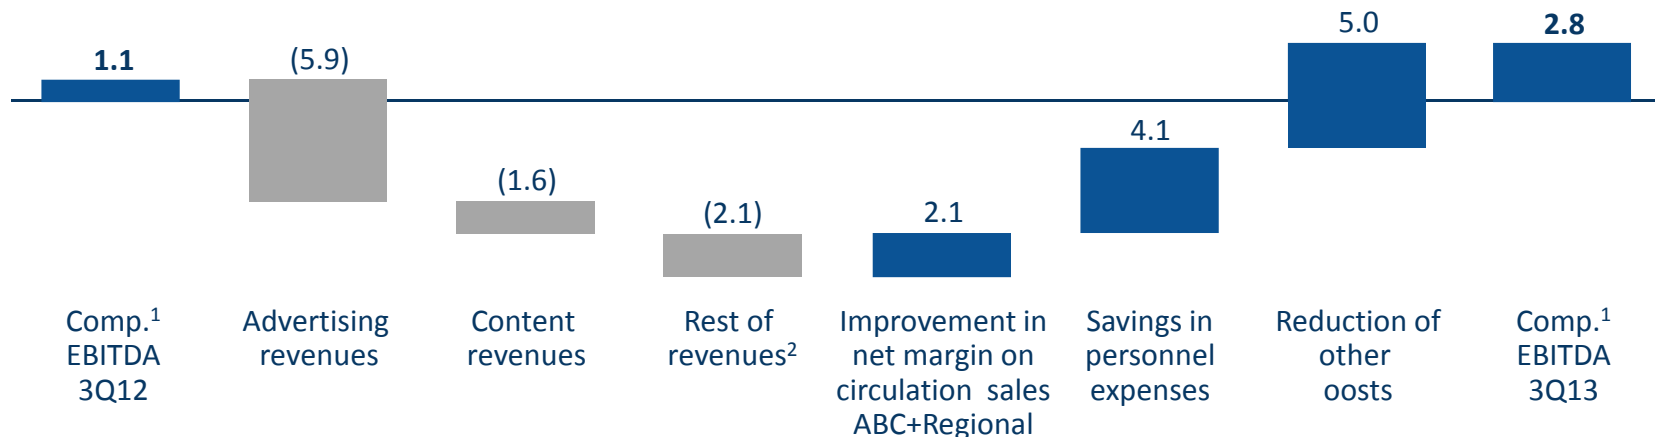 1.1
(5.9)
(1.6)
(2.1)
2.1
4.1
5.0
2.8
Comp.¹
EBITDA
3Q12
Advertising
revenues
Content
revenues
Rest of
revenues²
Improvement in
net margin on
circulation sales
ABC+Regional
Savings in
personnel
expenses
Reduction of
other
oosts
Comp.¹
EBITDA
3Q13